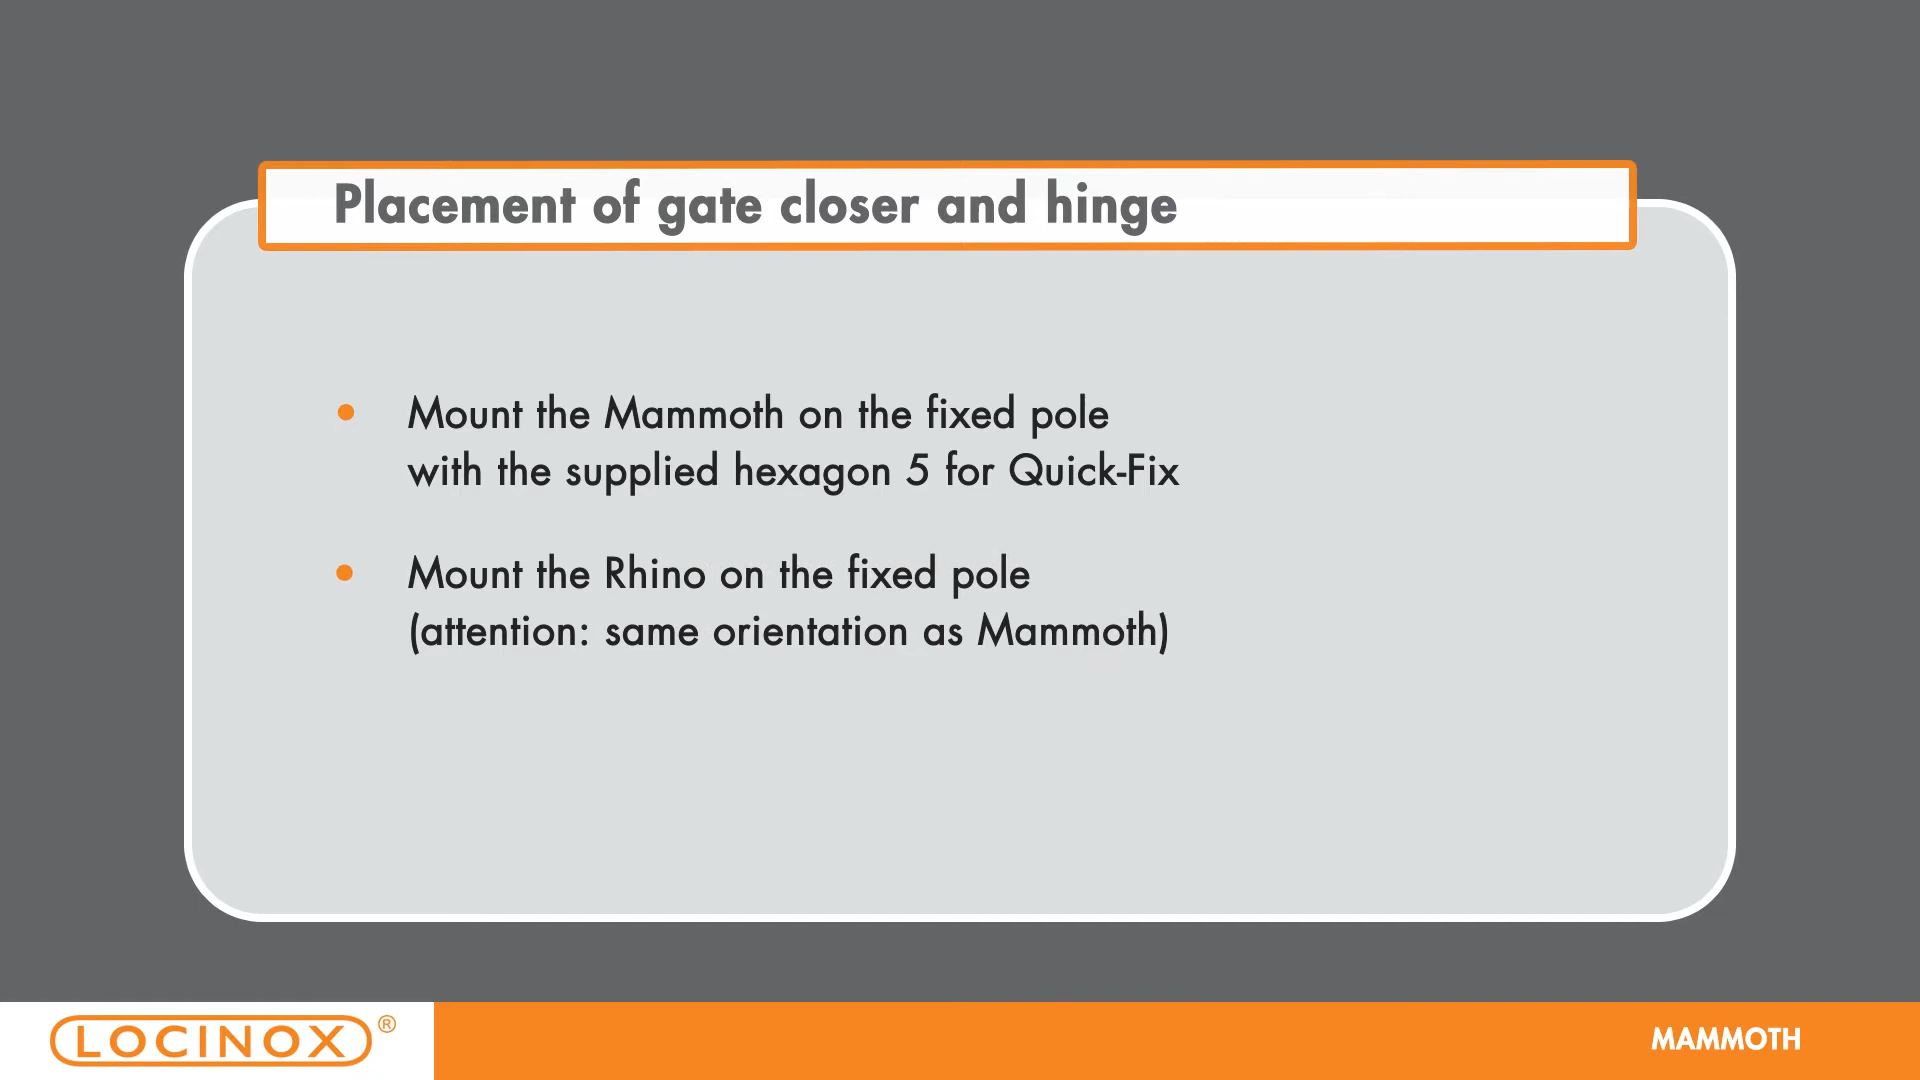 Placement of gate closer and hinge
• Mount the Mammoth on the fixed pole
with the supplied hexagon 5 for Quick-Fix
• Mount the Rhino on the fixed pole
(attention: same orientation as Mammoth)
LOCINOX®
MAMMOTH